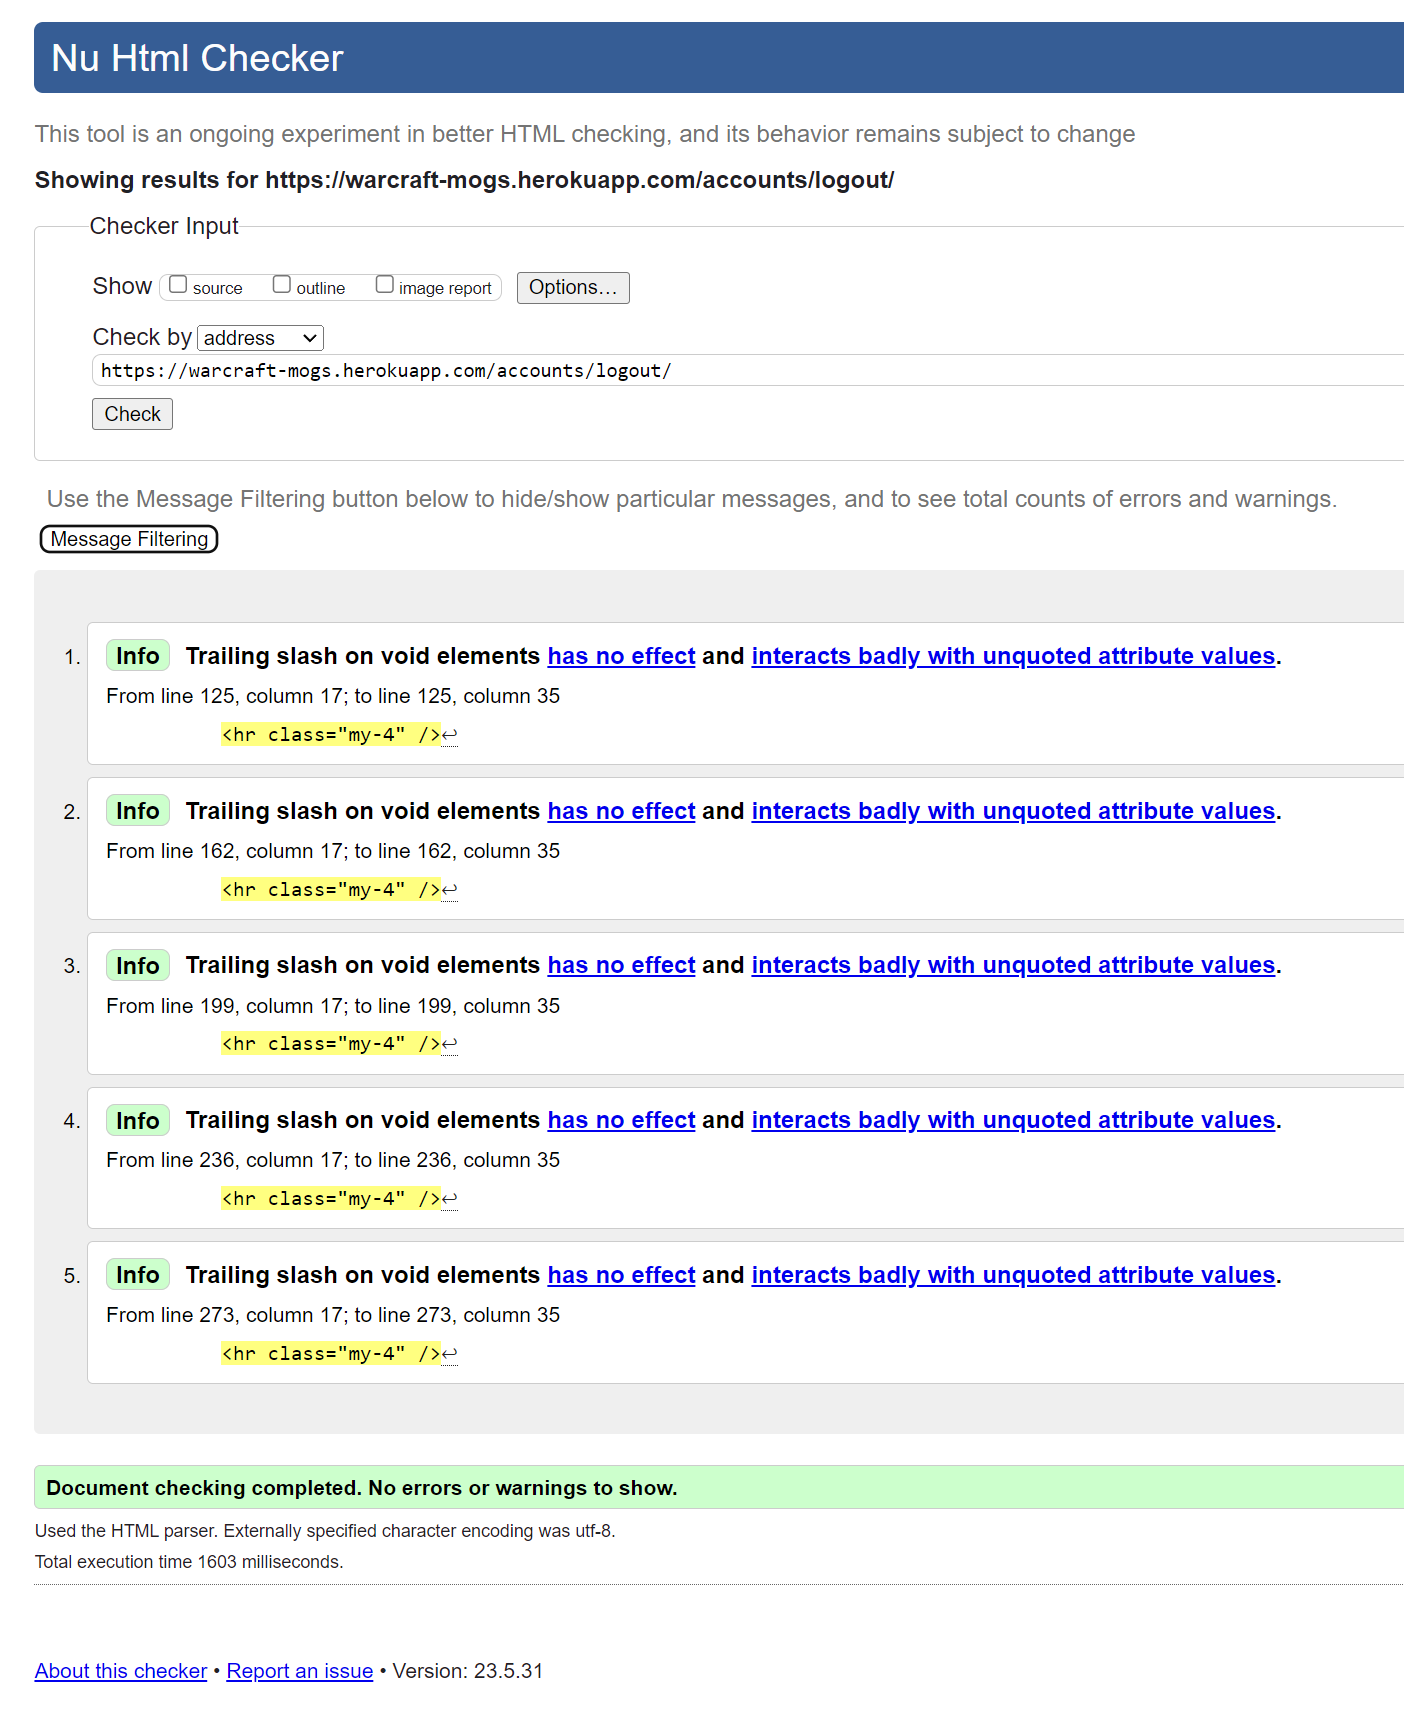 Nu Html Checker
This tool is an ongoing experiment in better HTML checking, and its behavior remains subject to change
Showing results for https://warcraft-mogs.herokuapp.com/accounts/logout/
Checker Input
Show source outline image report Options...
Check by address
https://warcraft-mogs.herokuapp.com/accounts/logout/
Check
Use the Message Filtering button below to hide/show particular messages, and to see total counts of errors and warnings.
Message Filtering
1. Info Trailing slash on void elements has no effect and interacts badly with unquoted attribute values.
From line 125, column 17; to line 125, column 35
<hr class="my-4" />↩
2. Info Trailing slash on void elements has no effect and interacts badly with unquoted attribute values.
From line 162, column 17; to line 162, column 35
<hr class="my-4" />↩
3. Info Trailing slash on void elements has no effect and interacts badly with unquoted attribute values.
From line 199, column 17; to line 199, column 35
<hr class="my-4" />↩
4. Info Trailing slash on void elements has no effect and interacts badly with unquoted attribute values.
From line 236, column 17; to line 236, column 35
<hr class="my-4" />↩
5. Info Trailing slash on void elements has no effect and interacts badly with unquoted attribute values.
From line 273, column 17; to line 273, column 35
<hr class="my-4" />↩
Document checking completed. No errors or warnings to show.
Used the HTML parser. Externally specified character encoding was utf-8.
Total execution time 1603 milliseconds.
About this checker • Report an issue • Version: 23.5.31